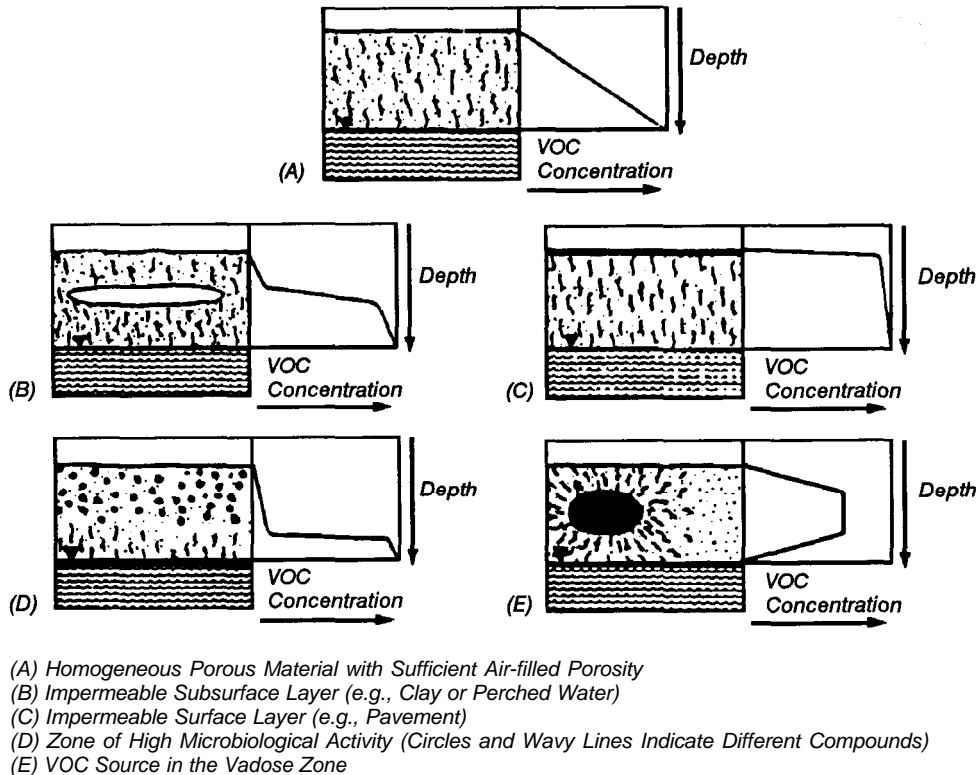 Depth
VOC
Concentration
(A)
Depth
VOC
Concentration
(B)
Depth
VOC
Concentration
(C)
Depth
VOC
Concentration
(D)
Depth
VOC
Concentration
(E)
(A) Homogeneous Porous Material with Sufficient Air-filled Porosity
(B) Impermeable Subsurface Layer (e.g., Clay or Perched Water)
(C) Impermeable Surface Layer (e.g., Pavement)
(D) Zone of High Microbiological Activity (Circles and Wavy Lines Indicate Different Compounds)
(E) VOC Source in the Vadose Zone